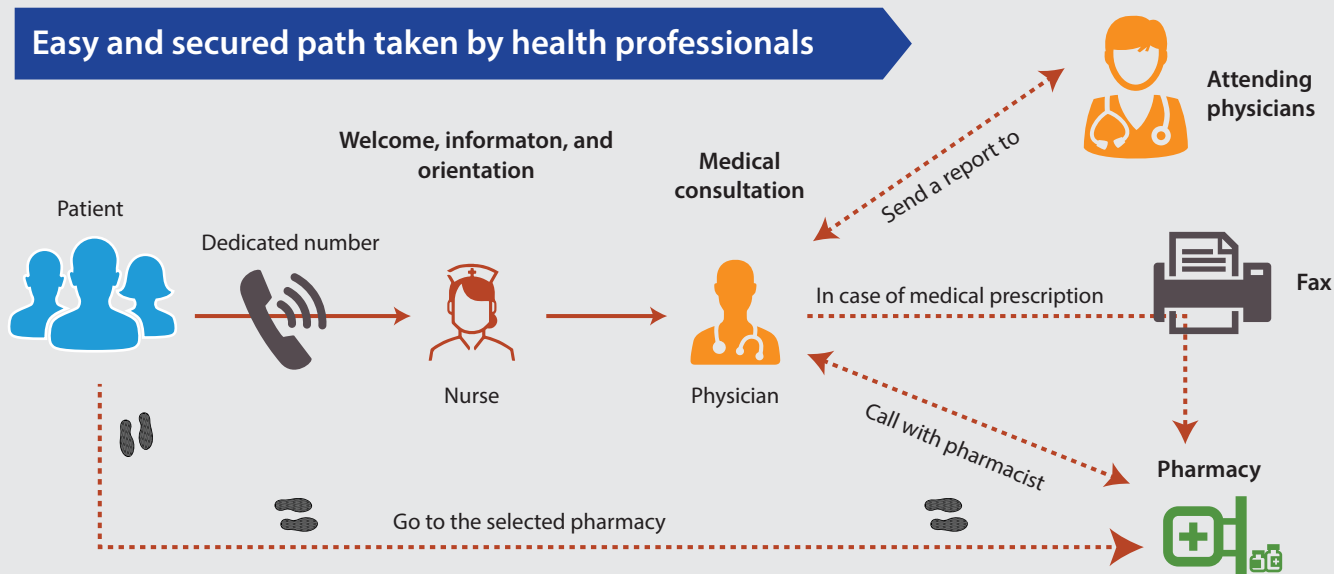 Easy and secured path taken by health professionals
Attending
physicians
Welcome, informaton, and
orientation
Medical
consultation
Send a report to
Patient
Dedicated number
In case of medical prescription
Fax
Nurse
Physician
Call with pharmacist
Pharmacy
Go to the selected pharmacy